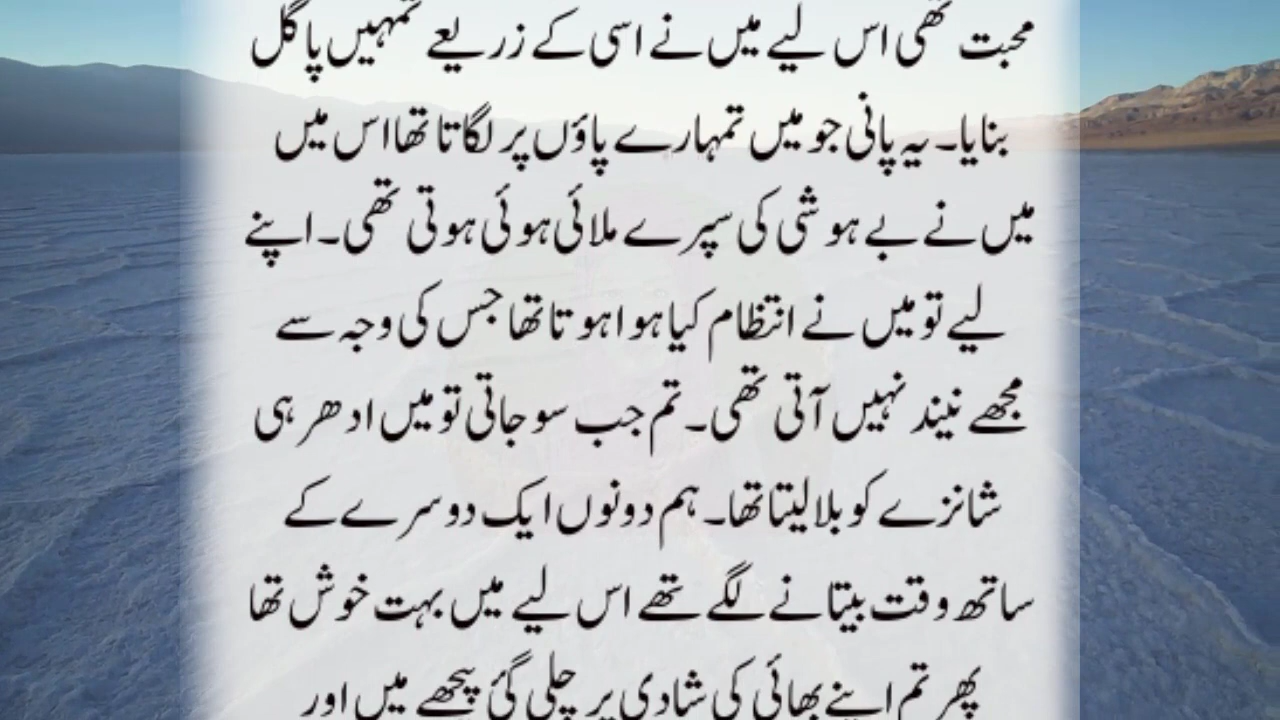 محبت تھی اس لیے میں نے اسی کے زریعے تمہیں پاگل
بنایا۔ یہ پانی جو میں تمہارے پاؤں پر لگاتا تھا اس میں
میں نے بے ہوشی کی سپرے ملائی ہوئی ہوتی تھی۔ اپنے
لیے تو میں نے انتظام کیا ہوا ہوتا تھا جس کی وجہ سے
مجھے نیند نہیں آتی تھی۔ تم جب سو جاتی تو میں ادھر ہی
شانزے کو بلا لیتا تھا۔ ہم دونوں ایک دوسرے کے
ساتھ وقت بیتانے لگے تھے اس لیے میں بہت خوش تھا
پھر تم اپنے بھائی کی شادی پر چلی گئی پیچھے میں اور